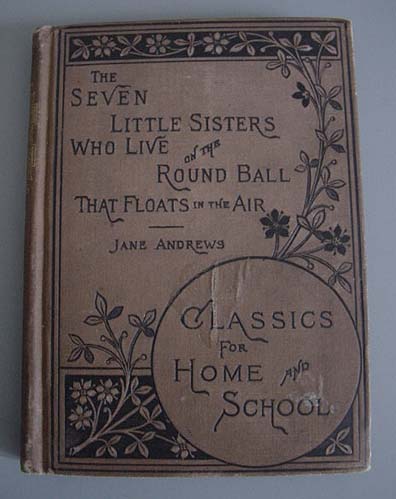 THE
SEVEN
LITTLE SISTERS
WHO LIVE ON THE
ROUND BALL
THAT FLOATS IN THE AIR
JANE ANDREWS
CLASSICS
FOR
HOME AND
SCHOOL